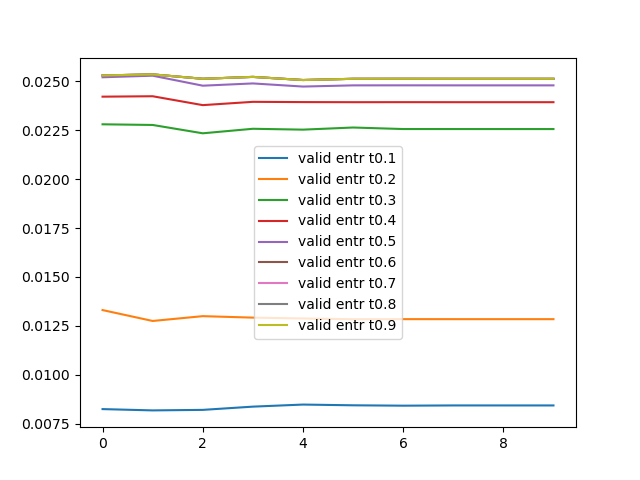 0.0250
0.0225
0.0200
0.0175
0.0150
0.0125
0.0100
0.0075
valid entr t0.1
valid entr t0.2
valid entr t0.3
valid entr t0.4
valid entr t0.5
valid entr t0.6
valid entr t0.7
valid entr t0.8
valid entr t0.9
0 2 4 6 8